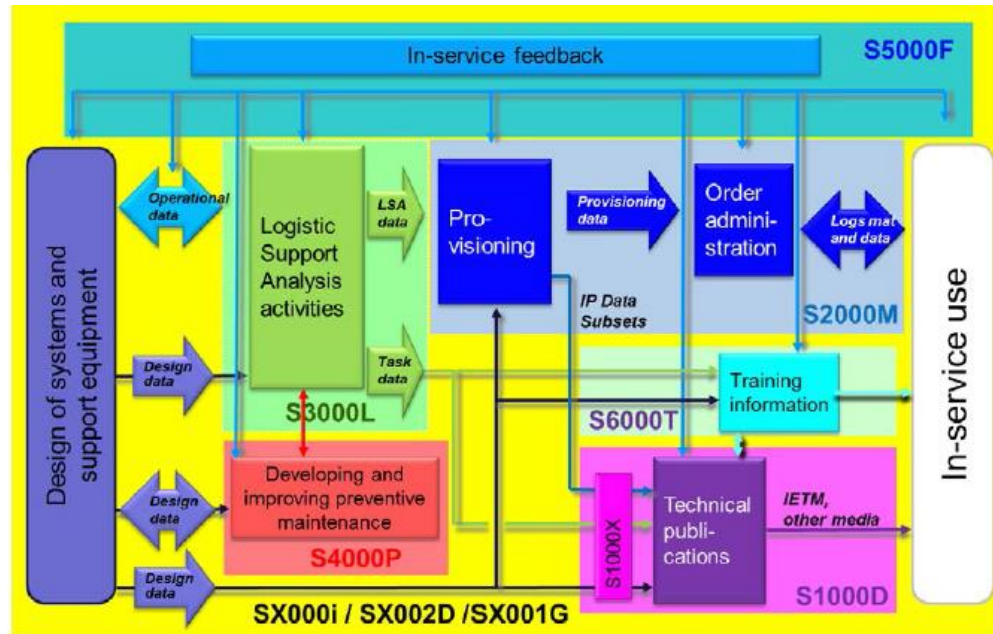 In-service feedback
S5000F
Design of systems and
support equipment
Operational
data
Logistic
Support
Analysis
activities
LSA
data
Pro-
visioning
Provisioning
data
Order
admini-
stration
Logs mat
and data
In-service use
IP Data
Subsets
S2000M
Design
data
Task
data
S3000L
Training
information
S6000T
Design
data
Developing and
improving preventive
maintenance
S4000P
S1000X
Technical
publi-
cations
IETM,
other media
S1000D
Design
data
SX000i / SX002D /SX001G